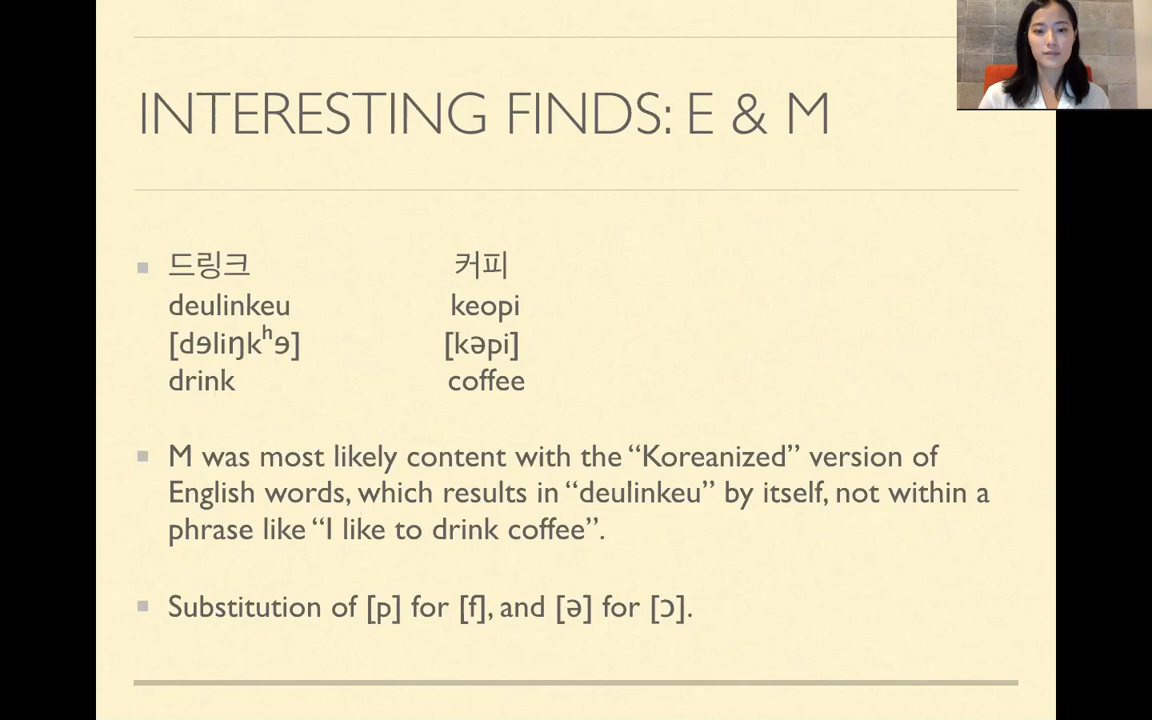 INTERESTING FINDS: E & M
드링크 커피
deulinkeu keopi
[dɘliŋkʰɘ] [kəpi]
drink coffee
M was most likely content with the “Koreanized” version of
English words, which results in “deulinkeu” by itself, not within a
phrase like “I like to drink coffee”.
Substitution of [p] for [f], and [ə] for [ɔ].